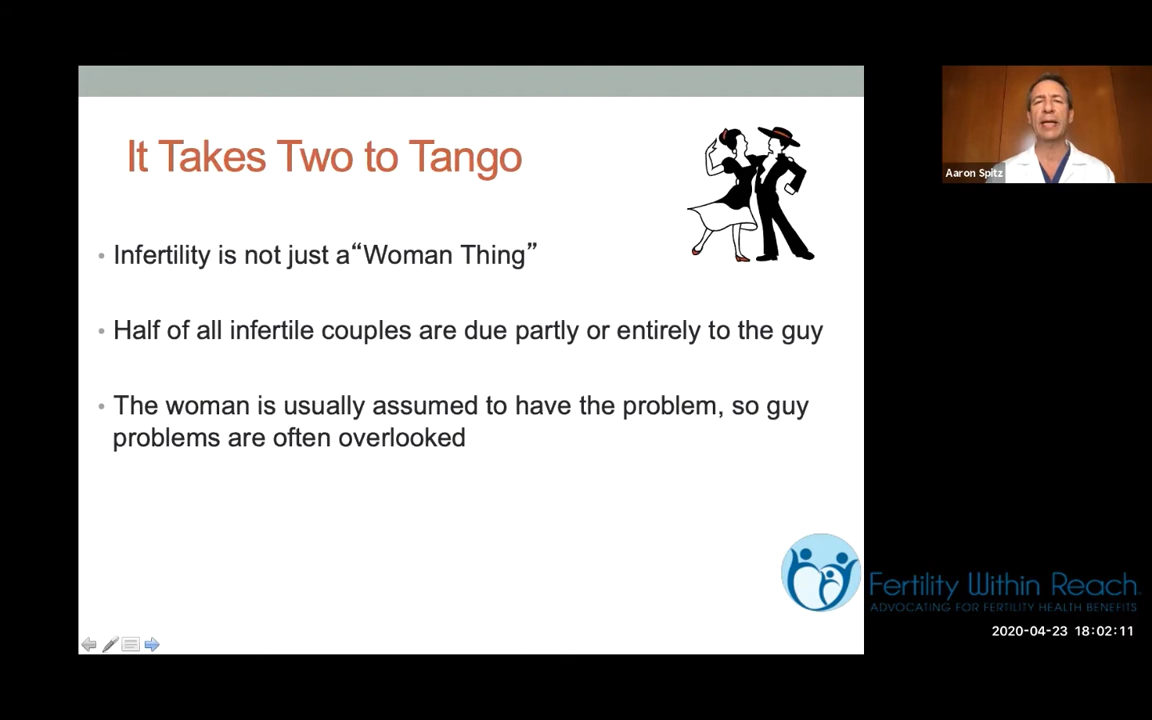 It Takes Two to Tango
• Infertility is not just a“Woman Thing”
• Half of all infertile couples are due partly or entirely to the guy
• The woman is usually assumed to have the problem, so guy
problems are often overlooked
Aaron Spitz
Fertility Within Reach.
ADVOCATING FOR FERTILITY HEALTH BENEFITS
2020-04-23 18:02:11